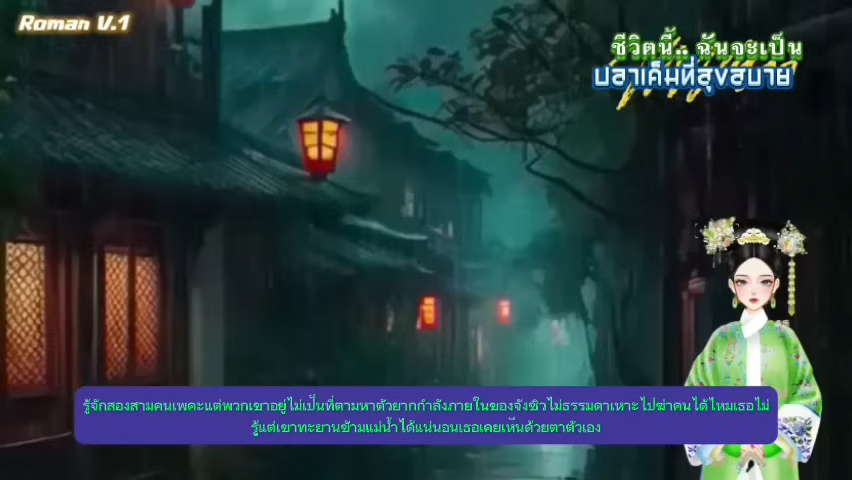 Roman V.1
ชีวิตนี้.. ฉันจะเป็น
ปลาเค็มที่สุขสบาย
รู้จักสองสามคนเพคะแต่พวกเขาอยู่ไม่เป็นที่ตามหาตัวยากกำลังภายในของจังซิวไม่ธรรมดาเหาะไปฆ่าคนได้ไหมเธอไม่
รู้แต่เขาทะยานข้ามแม่น้ำได้แน่นอนเธอเคยเห็นด้วยตาตัวเอง